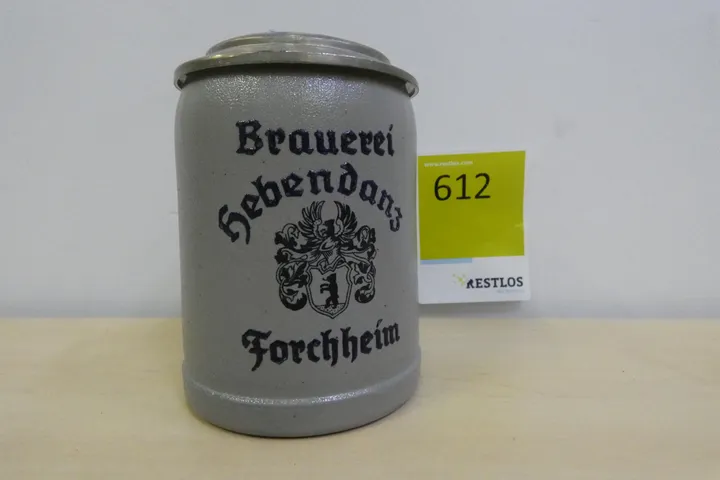 Brauerei
Hebendanz
Forchheim
612
RESTLOS